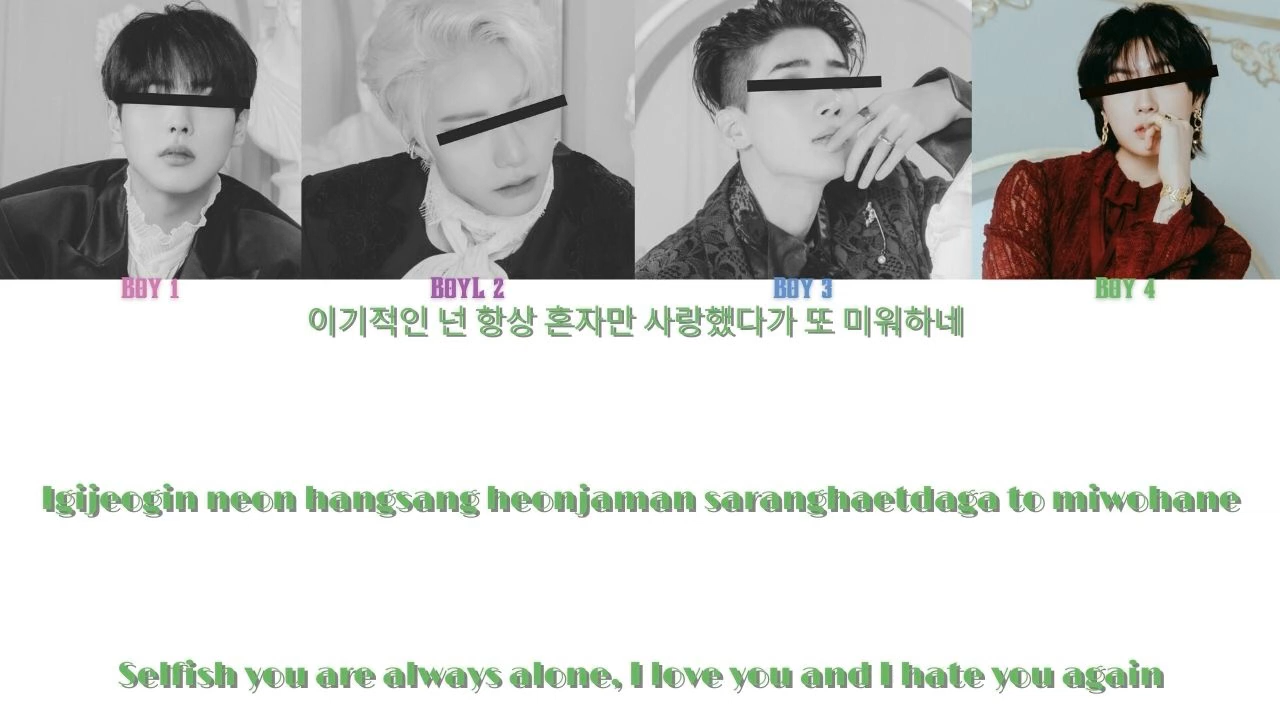 BOY 1
BOYL 2
BOY 3
BOY 4
이기적인 넌 항상 혼자만 사랑했다가 또 미워하네
Igijeogin neon hangsang heonjaman saranghaetdaga to miwohane
Selfish you are always alone, I love you and I hate you again